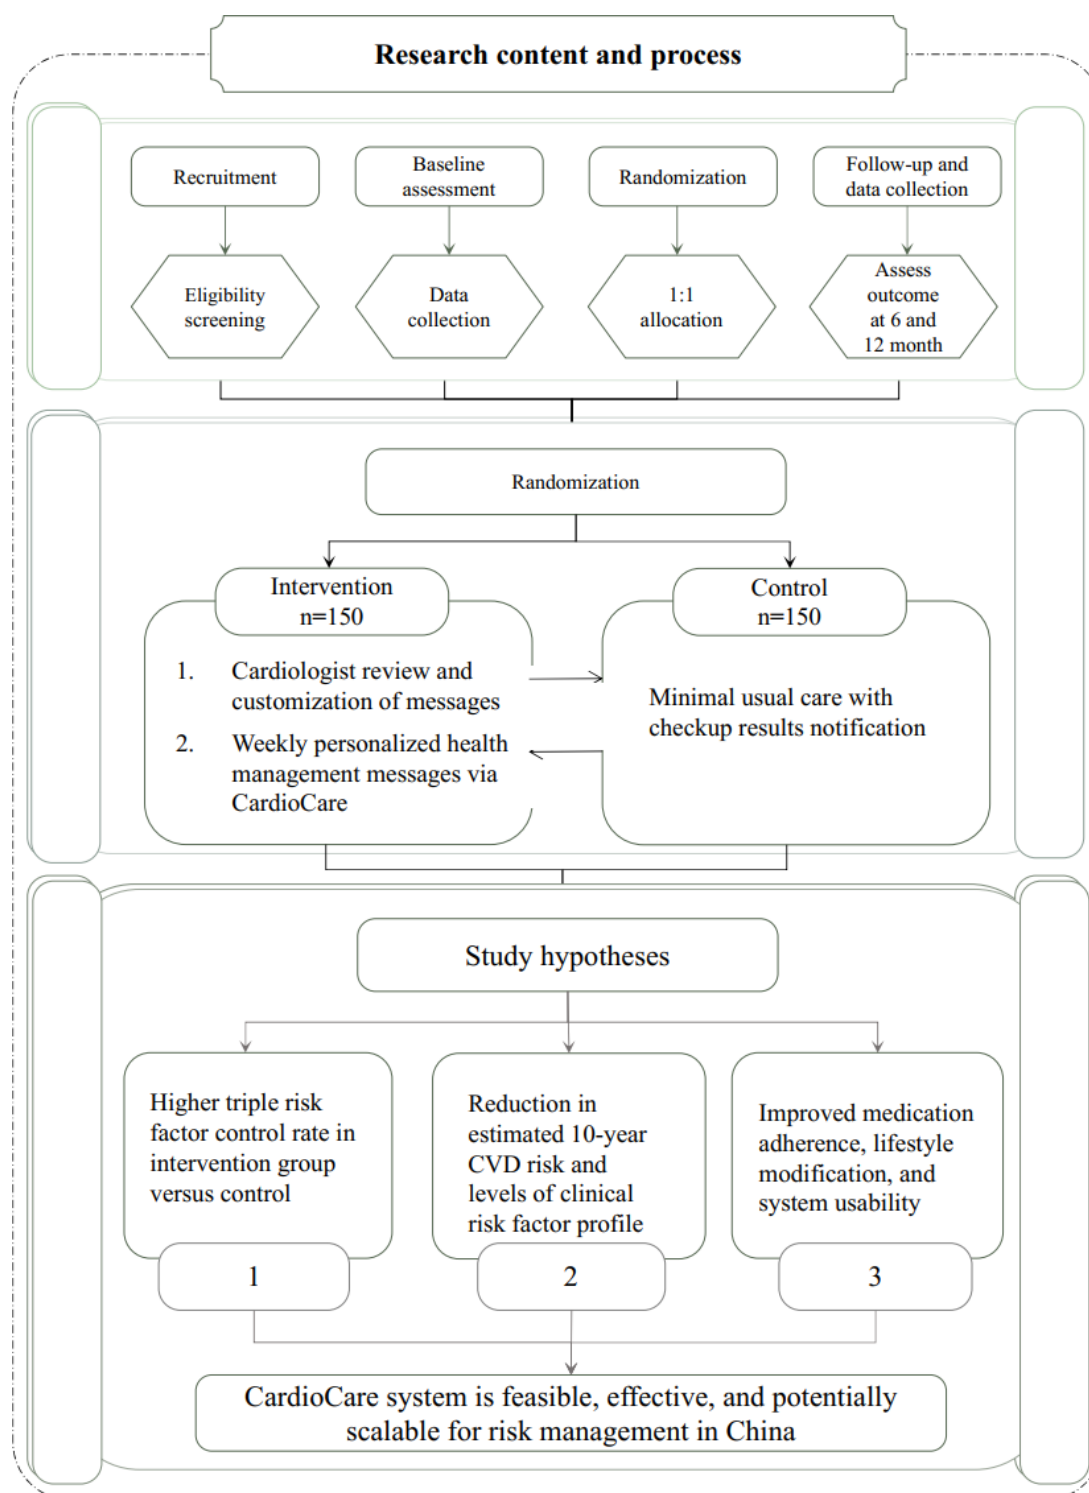 Research content and process
Recruitment
Baseline
assessment
Randomization
Follow-up and
data collection
Eligibility
screening
Data
collection
1:1
allocation
Assess
outcome
at 6 and
12 month
Randomization
Intervention
n=150
Control
n=150
1. Cardiologist review and
customization of messages
2. Weekly personalized health
management messages via
CardioCare
Minimal usual care with
checkup results notification
Study hypotheses
Higher triple risk
factor control rate in
intervention group
versus control
Reduction in
estimated 10-year
CVD risk and
levels of clinical
risk factor profile
Improved medication
adherence, lifestyle
modification, and
system usability
1
2
3
CardioCare system is feasible, effective, and potentially
scalable for risk management in China